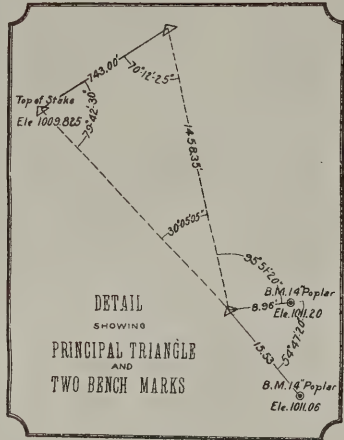 743.00'
70°12'25"
Top of Stake
Ele 1009.825
79°42'30"
1458.35'
30°05'05"
95°51'20"
B.M.14"Poplar
8.96'
Ele.1011.20
15.53'
54°47'20"
B.M.14"Poplar
Ele.1011.06
DETAIL
SHOWING
PRINCIPAL TRIANGLE
AND
TWO BENCH MARKS